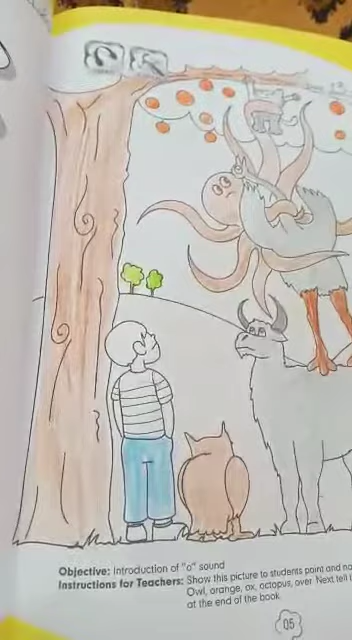 Objective: Introduction of "o" sound
Instructions for Teachers: Show this picture to students point and
Owl, orange, ox, octopus, over Next tell
at the end of the book.
05